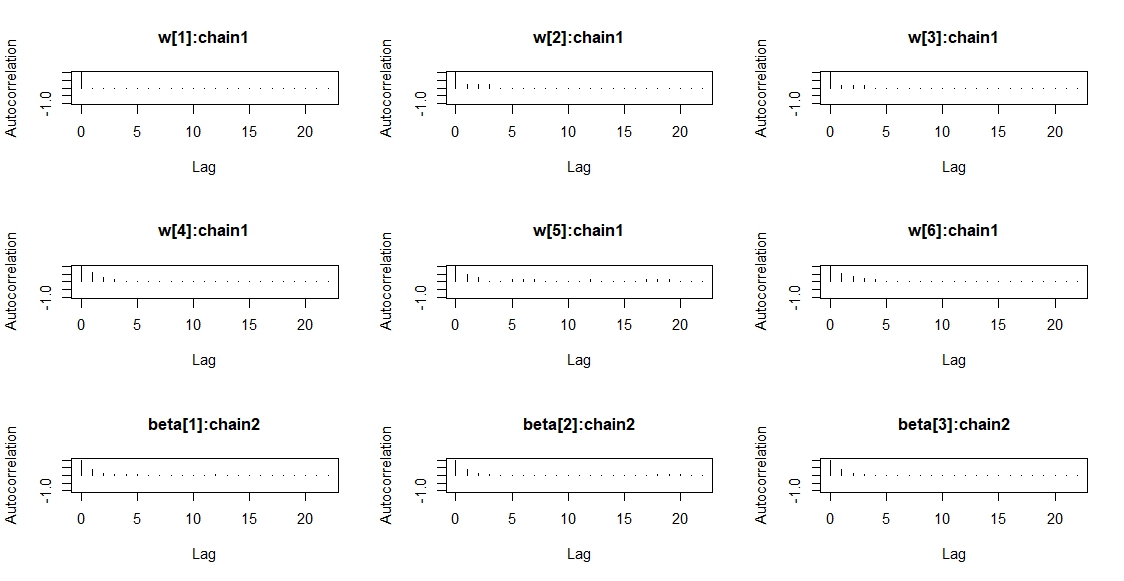 w[1]:chain1 w[2]:chain1 w[3]:chain1
Autocorrelation Autocorrelation Autocorrelation
-1.0 -1.0 -1.0
0 5 10 15 20 0 5 10 15 20 0 5 10 15 20
Lag Lag Lag
w[4]:chain1 w[5]:chain1 w[6]:chain1
Autocorrelation Autocorrelation Autocorrelation
-1.0 -1.0 -1.0
0 5 10 15 20 0 5 10 15 20 0 5 10 15 20
Lag Lag Lag
beta[1]:chain2 beta[2]:chain2 beta[3]:chain2
Autocorrelation Autocorrelation Autocorrelation
-1.0 -1.0 -1.0
0 5 10 15 20 0 5 10 15 20 0 5 10 15 20
Lag Lag Lag